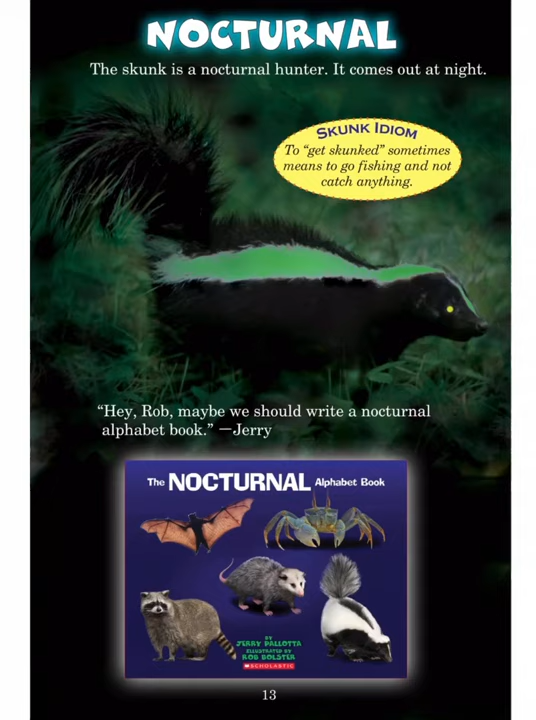 NOCTURNAL
The skunk is a nocturnal hunter. It comes out at night.
SKUNK IDIOM
To “get skunked” sometimes
means to go fishing and not
catch anything.
“Hey, Rob, maybe we should write a nocturnal
alphabet book.” —Jerry
The NOCTURNAL Alphabet Book
BY
JERRY PALLOTTA
ILLUSTRATED BY
ROB BOLSTER
SCHOLASTIC
13